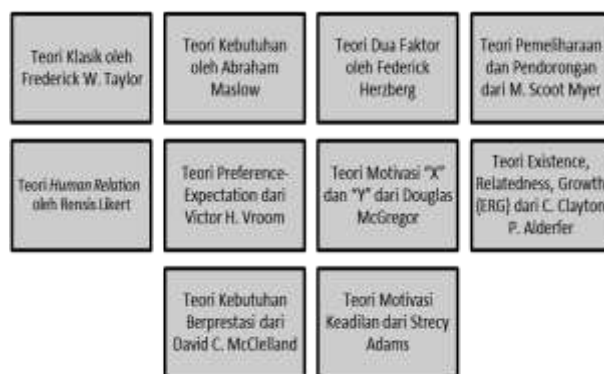 Teori Klasik oleh
Frederick W. Taylor
Teori Kebutuhan
oleh Abraham
Maslow
Teori Dua Faktor
oleh Federick
Herzberg
Teori Pemeliharaan
dan Pendorongan
dari M. Scoot Myer
Teori Human Relation
oleh Rensis Likert
Teori Preference-
Expectation dari
Victor H. Vroom
Teori Motivasi "X"
dan "Y" dari Douglas
McGregor
Teori Existence,
Relatedness, Growth
(ERG) dari C. Clayton
P. Alderfer
Teori Kebutuhan
Berprestasi dari
David C. McClelland
Teori Motivasi
Keadilan dari Strecy
Adams